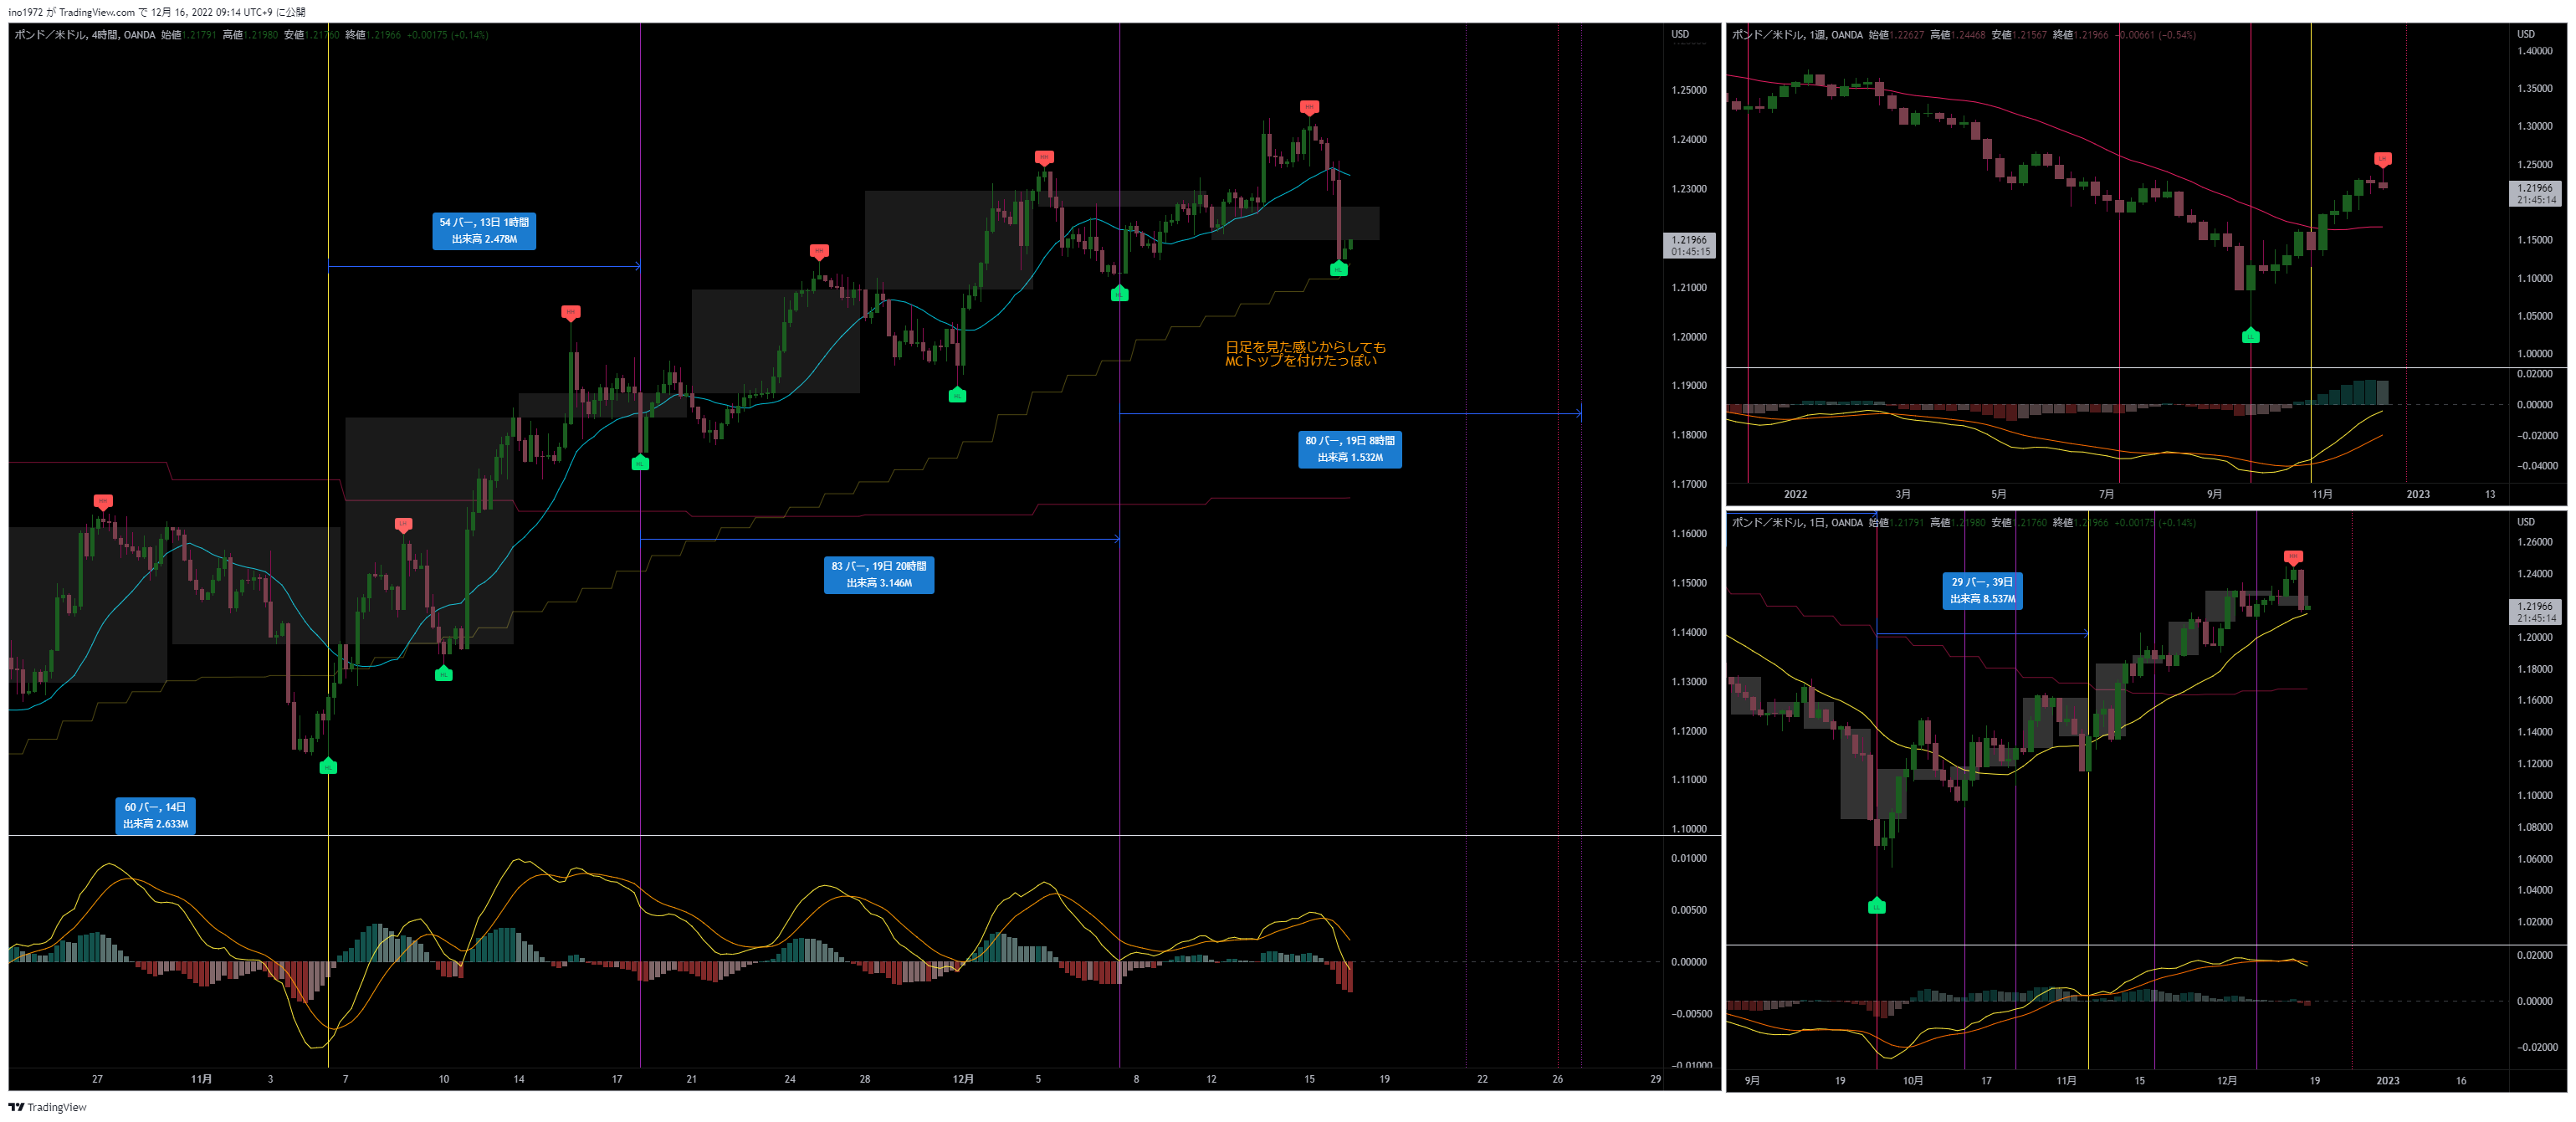 ino1972 が TradingView.com で 12月 16, 2022 09:14 UTC+9 に公開
ポンド／米ドル, 4時間, OANDA 始値1.21791 高値1.21980 安値1.21760 終値1.21966 +0.00175 (+0.14%)
USD
1.25000
1.24000
1.23000
1.21966
01:45:15
1.21000
1.20000
1.19000
1.18000
1.17000
1.16000
1.15000
1.14000
1.13000
1.12000
1.11000
1.10000
HH
HH
HH
HH
HH
LH
HL
HL
HL
HL
HL
HL
54 バー, 13日 1時間
出来高 2.478M
日足を見た感じからしても
MCトップを付けたっぽい
80 バー, 19日 8時間
出来高 1.532M
83 バー, 19日 20時間
出来高 3.146M
60 バー, 14日
出来高 2.633M
0.01000
0.00500
0.00000
−0.00500
−0.01000
27 11月 3 7 10 14 17 21 24 28 12月 5 8 12 15 19 22 26 29
ポンド／米ドル, 1週, OANDA 始値1.22627 高値1.24468 安値1.21567 終値1.21966 −0.00661 (−0.54%)
USD
1.40000
1.35000
1.30000
1.25000
1.21966
21:45:14
1.15000
1.10000
1.05000
1.00000
LH
LL
0.02000
0.00000
−0.02000
−0.04000
2022 3月 5月 7月 9月 11月 2023 13
ポンド／米ドル, 1日, OANDA 始値1.21791 高値1.21980 安値1.21760 終値1.21966 +0.00175 (+0.14%)
USD
1.26000
1.24000
1.21966
21:45:14
1.20000
1.18000
1.16000
1.14000
1.12000
1.10000
1.08000
1.06000
1.04000
1.02000
HH
29 バー, 39日
出来高 8.537M
LL
0.02000
0.00000
−0.02000
9月 19 10月 17 11月 15 12月 19 2023 16
TradingView